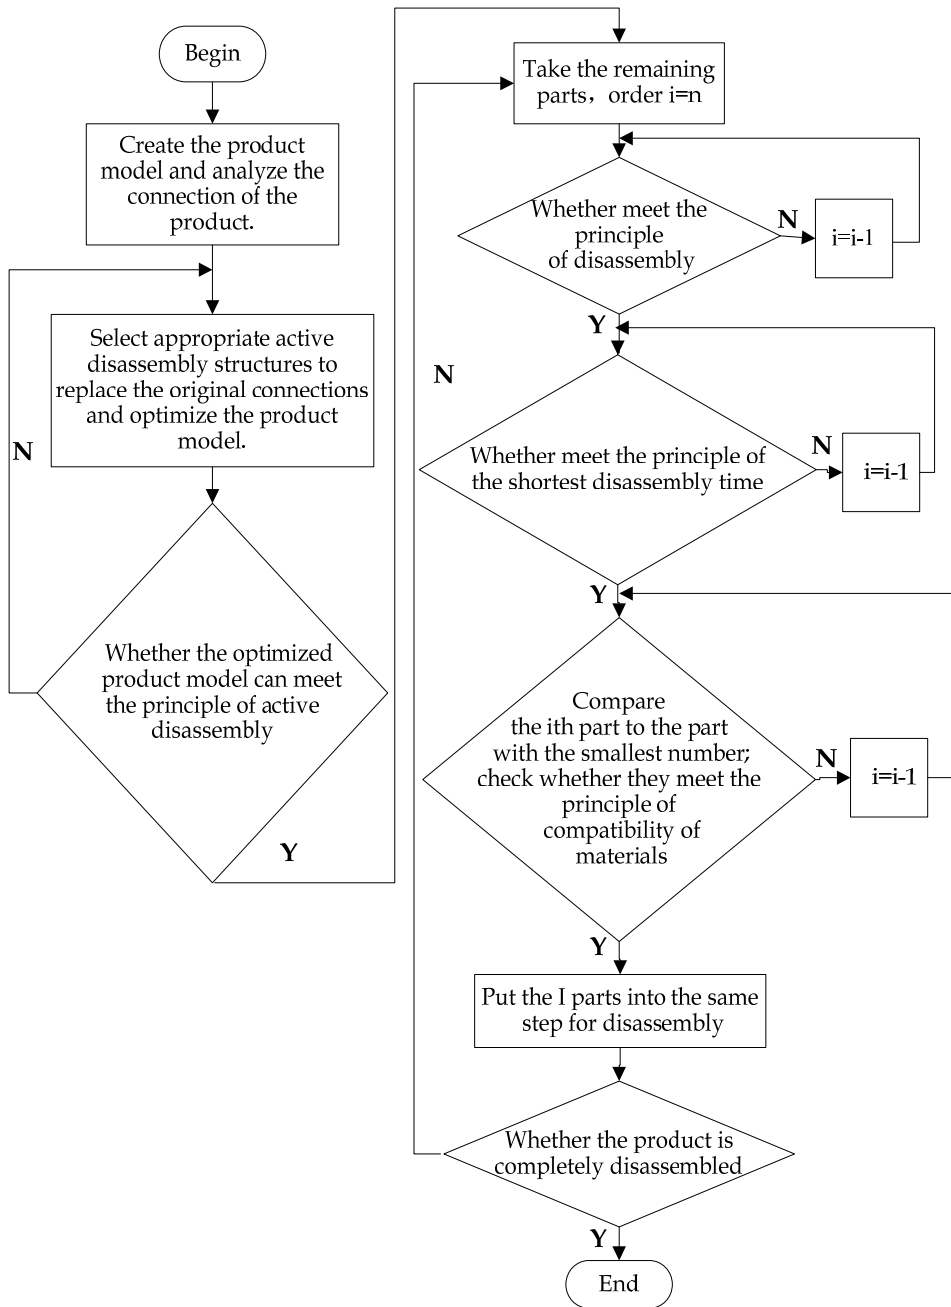 Begin
Create the product
model and analyze the
connection of the
product.
Select appropriate active
disassembly structures to
replace the original connections
and optimize the product
model.
N
Whether the optimized
product model can meet
the principle of active
disassembly
Y
Take the remaining
parts，order i=n
Whether meet the
principle
of disassembly
N
i=i-1
Y
N
Whether meet the principle of
the shortest disassembly time
N
i=i-1
Y
Compare
the ith part to the part
with the smallest number;
check whether they meet the
principle of
compatibility of
materials
N
i=i-1
Y
Put the I parts into the same
step for disassembly
Whether the product is
completely disassembled
Y
End